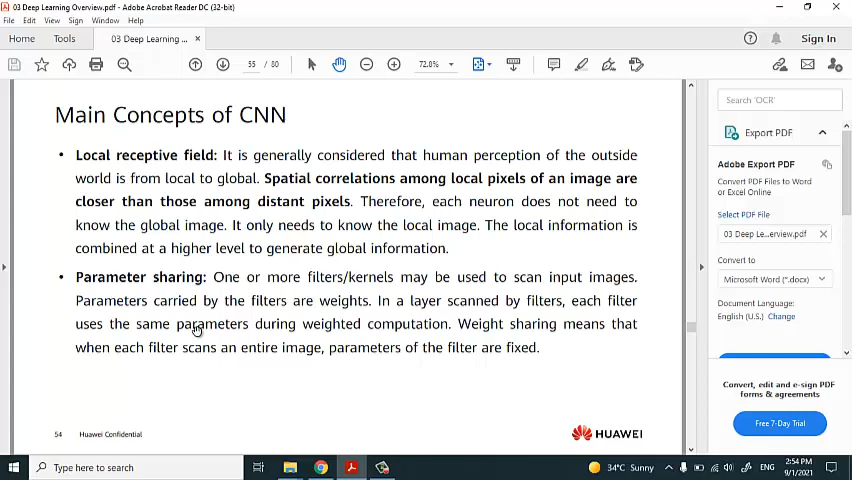 03 Deep Learning Overview.pdf - Adobe Acrobat Reader DC (32-bit)
File Edit View Sign Window Help
Home Tools 03 Deep Learning ... × Sign In
55 / 80 72.8%
Main Concepts of CNN
• Local receptive field: It is generally considered that human perception of the outside
world is from local to global. Spatial correlations among local pixels of an image are
closer than those among distant pixels. Therefore, each neuron does not need to
know the global image. It only needs to know the local image. The local information is
combined at a higher level to generate global information.
• Parameter sharing: One or more filters/kernels may be used to scan input images.
Parameters carried by the filters are weights. In a layer scanned by filters, each filter
uses the same parameters during weighted computation. Weight sharing means that
when each filter scans an entire image, parameters of the filter are fixed.
54 Huawei Confidential
HUAWEI
Search 'OCR'
Export PDF
Adobe Export PDF
Convert PDF Files to Word
or Excel Online
Select PDF File
03 Deep Le...erview.pdf
Convert to
Microsoft Word (*.docx)
Document Language:
English (U.S.) Change
Convert, edit and e-sign PDF
forms & agreements
Free 7-Day Trial
Type here to search
34°C Sunny
ENG
2:54 PM
9/1/2021